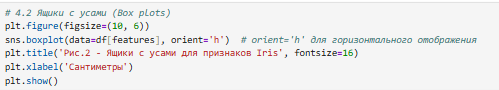 # 4.2 Ящики с усами (Box plots)
plt.figure(figsize=(10, 6))
sns.boxplot(data=df[features], orient='h')  # orient='h' для горизонтального отображения
plt.title('Рис.2 - Ящики с усами для признаков Iris', fontsize=16)
plt.xlabel('Сантиметры')
plt.show()